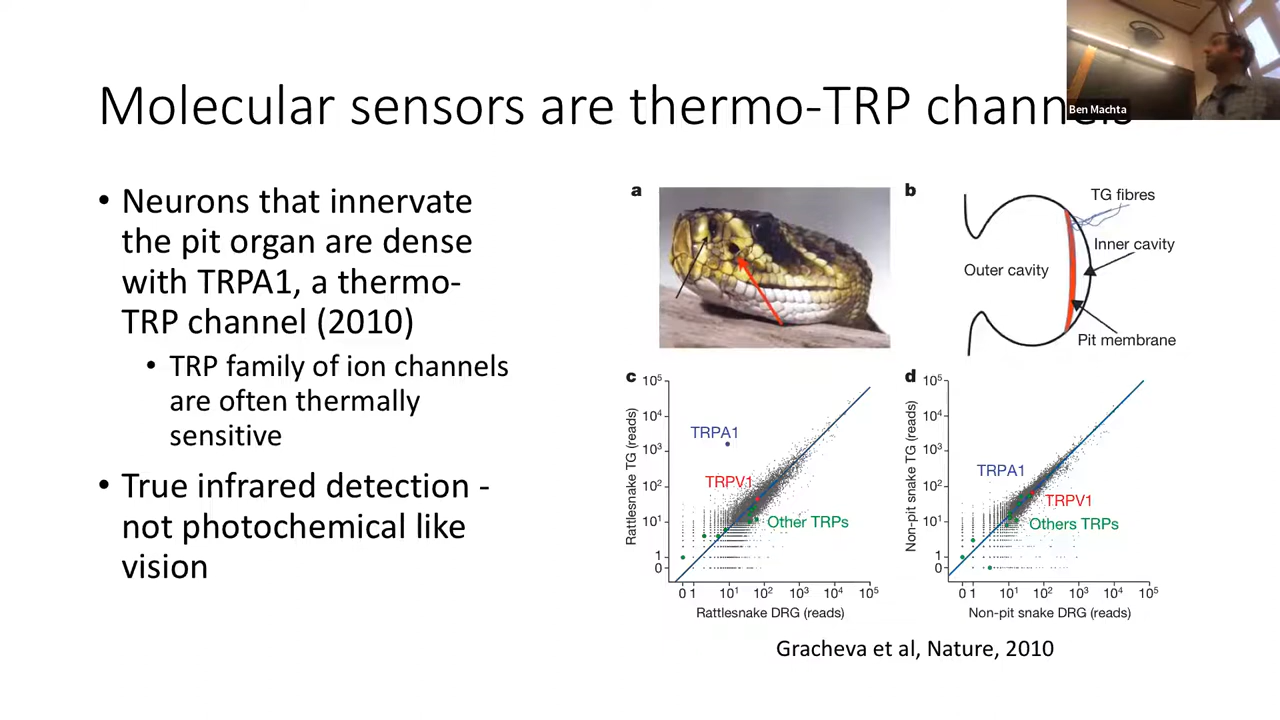 Molecular sensors are thermo-TRP channels
Ben Machta
• Neurons that innervate
the pit organ are dense
with TRPA1, a thermo-
TRP channel (2010)
• TRP family of ion channels
are often thermally
sensitive
• True infrared detection -
not photochemical like
vision
a
b
TG fibres
Inner cavity
Outer cavity
Pit membrane
c
Rattlesnake TG (reads)
10⁵
10⁴
10³
10²
10¹
1
0
TRPA1
TRPV1
Other TRPs
0 1 10¹ 10² 10³ 10⁴ 10⁵
Rattlesnake DRG (reads)
d
Non-pit snake TG (reads)
10⁵
10⁴
10³
10²
10¹
1
0
TRPA1
TRPV1
Others TRPs
0 1 10¹ 10² 10³ 10⁴ 10⁵
Non-pit snake DRG (reads)
Gracheva et al, Nature, 2010